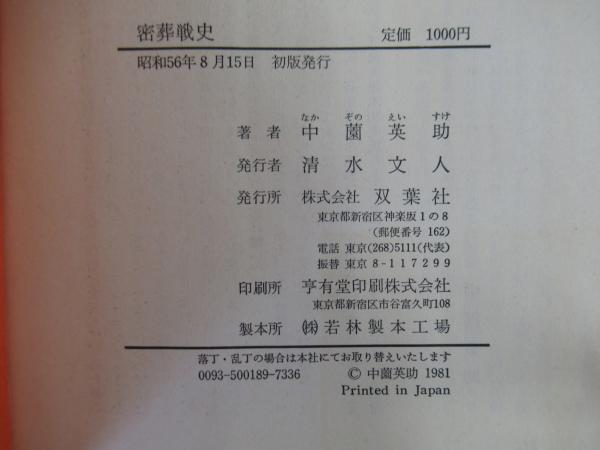 密葬戦史　定価　1000円
昭和56年8月15日　初版発行
なか　ぞの　えい　すけ
著者　中薗英助
発行者　清水文人
発行所　株式会社　双葉社
東京都新宿区神楽坂1の8
(郵便番号 162)
電話 東京(268)5111(代表)
振替 東京 8-117299
印刷所　亨有堂印刷株式会社
東京都新宿区市谷富久町108
製本所　㈱若林製本工場
落丁・乱丁の場合は本社にてお取り替えいたします
0093-500189-7336　© 中薗英助 1981
Printed in Japan